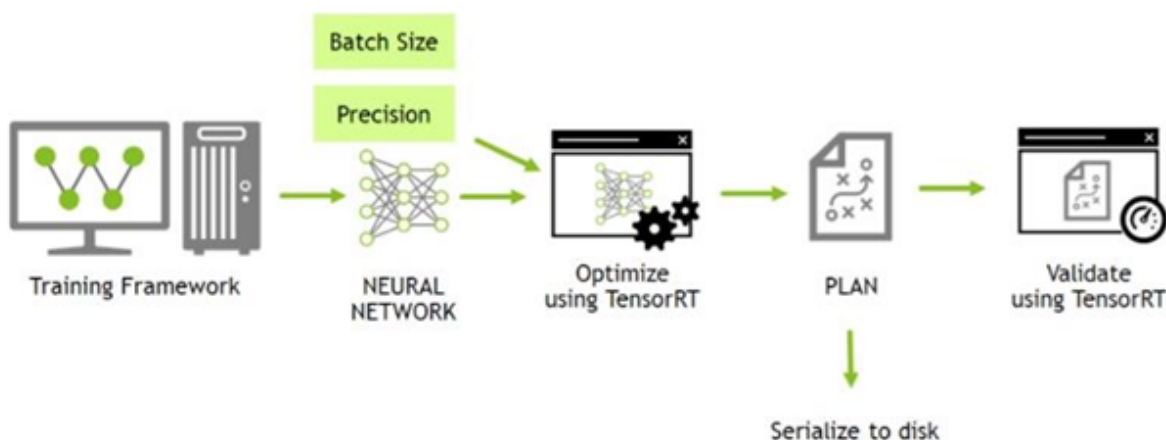 Batch Size
Precision
Training Framework
NEURAL
NETWORK
Optimize
using TensorRT
PLAN
Validate
using TensorRT
Serialize to disk